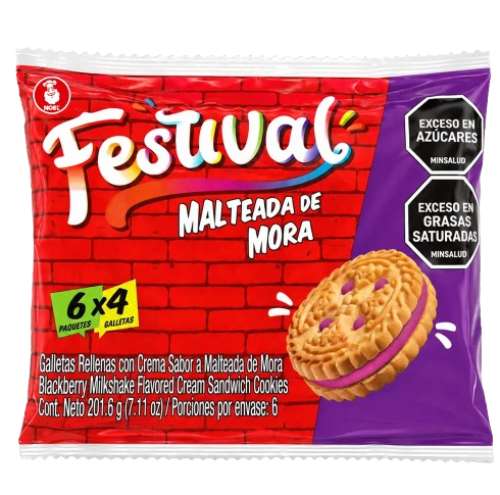 NOEL
Festival
MALTEADA DE
MORA
EXCESO EN
AZÚCARES
MINSALUD
EXCESO EN
GRASAS
SATURADAS
MINSALUD
6x4
PAQUETES GALLETAS
Galletas Rellenas con Crema Sabor a Malteada de Mora
Blackberry Milkshake Flavored Cream Sandwich Cookies
Cont. Neto 201.6 g (7.11 oz) / Porciones por envase: 6